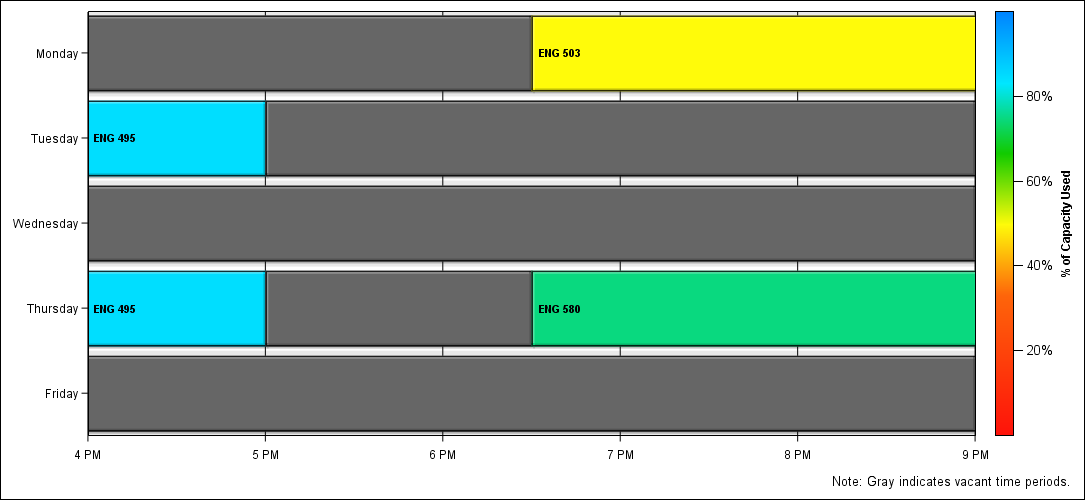 Monday
ENG 503
80%
Tuesday
ENG 495
60%
% of Capacity Used
Wednesday
40%
Thursday
ENG 495
ENG 580
20%
Friday
4 PM 5 PM 6 PM 7 PM 8 PM 9 PM
Note: Gray indicates vacant time periods.